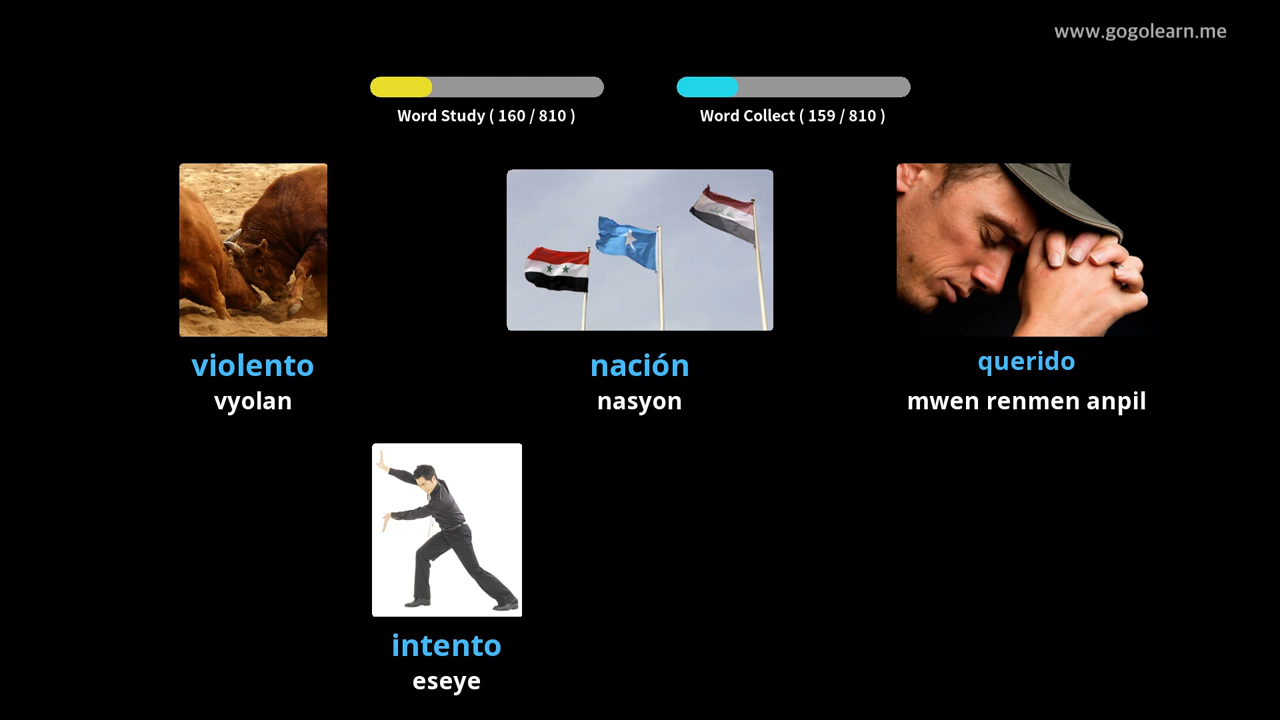 www.gogolearn.me
Word Study ( 160 / 810 )
Word Collect ( 159 / 810 )
violento
vyolan
nación
nasyon
querido
mwen renmen anpil
intento
eseye